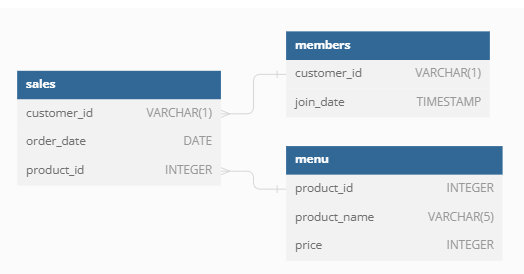 sales
customer_id VARCHAR(1)
order_date DATE
product_id INTEGER
members
customer_id VARCHAR(1)
join_date TIMESTAMP
menu
product_id INTEGER
product_name VARCHAR(5)
price INTEGER